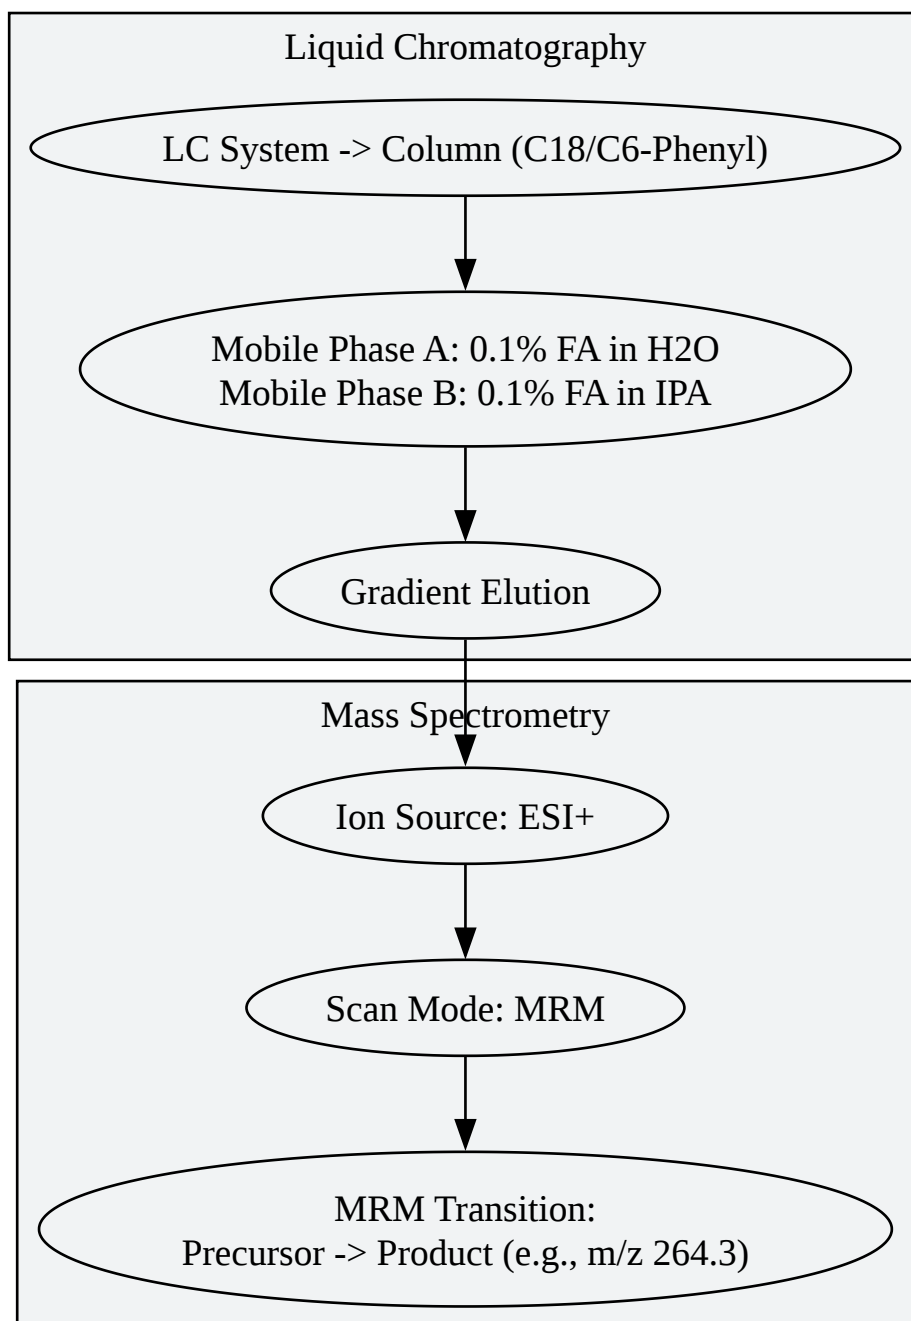 Liquid Chromatography
LC System -> Column (C18/C6-Phenyl)
Mobile Phase A: 0.1% FA in H2O
Mobile Phase B: 0.1% FA in IPA
Gradient Elution
Mass Spectrometry
Ion Source: ESI+
Scan Mode: MRM
MRM Transition:
Precursor -> Product (e.g., m/z 264.3)